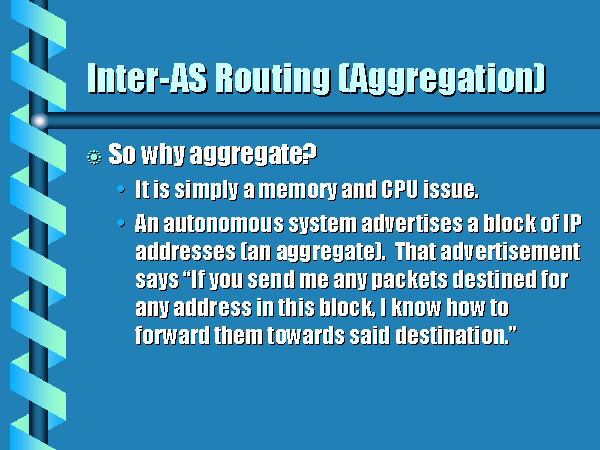 Inter-AS Routing (Aggregation)
So why aggregate?
It is simply a memory and CPU issue.
An autonomous system advertises a block of IP
addresses (an aggregate).  That advertisement
says “If you send me any packets destined for
any address in this block, I know how to
forward them towards said destination.”